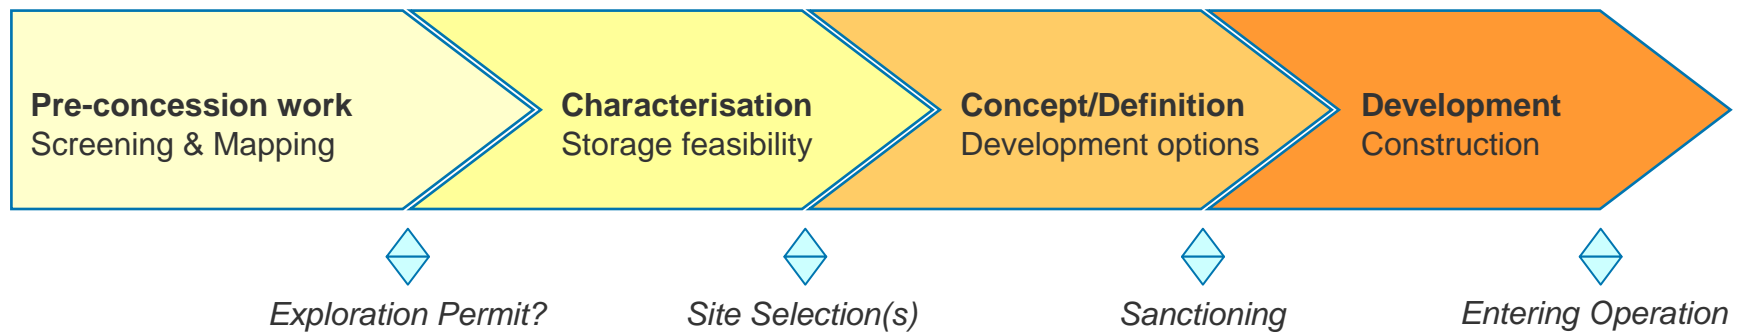 Pre-concession work
Screening & Mapping
Characterisation
Storage feasibility
Concept/Definition
Development options
Development
Construction
Exploration Permit?
Site Selection(s)
Sanctioning
Entering Operation